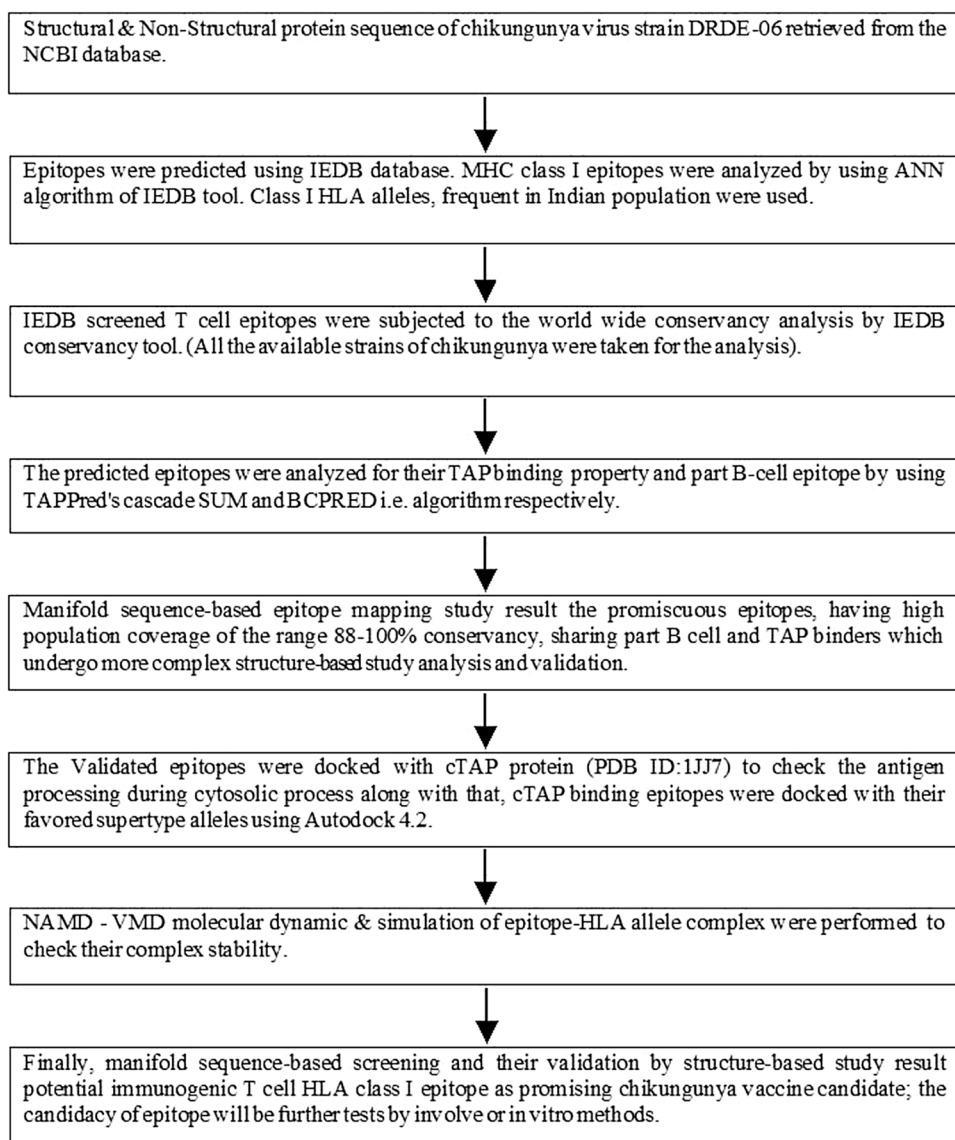 Structural & Non-Structural protein sequence of chikungunya virus strain DRDE-06 retrieved from the
NCBI database.
Epitopes were predicted using IEDB database. MHC class I epitopes were analyzed by using ANN
algorithm of IEDB tool. Class I HLA alleles, frequent in Indian population were used.
IEDB screened T cell epitopes were subjected to the world wide conservancy analysis by IEDB
conservancy tool. (All the available strains of chikungunya were taken for the analysis).
The predicted epitopes were analyzed for their TAP binding property and part B-cell epitope by using
TAPPred's cascade SUM and BCPRED i.e. algorithm respectively.
Manifold sequence-based epitope mapping study result the promiscuous epitopes, having high
population coverage of the range 88-100% conservancy, sharing part B cell and TAP binders which
undergo more complex structure-based study analysis and validation.
The Validated epitopes were docked with cTAP protein (PDB ID:1JJ7) to check the antigen
processing during cytosolic process along with that, cTAP binding epitopes were docked with their
favored supertype alleles using Autodock 4.2.
NAMD - VMD molecular dynamic & simulation of epitope-HLA allele complex were performed to
check their complex stability.
Finally, manifold sequence-based screening and their validation by structure-based study result
potential immunogenic T cell HLA class I epitope as promising chikungunya vaccine candidate; the
candidacy of epitope will be further tests by involve or in vitro methods.